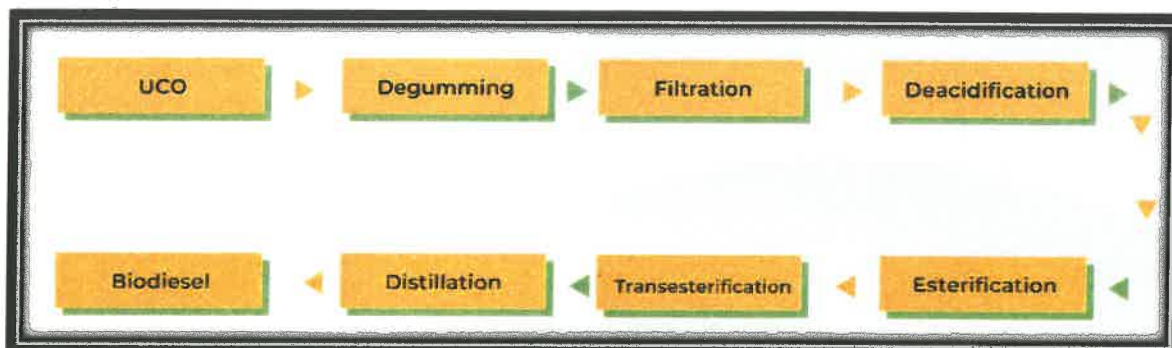 UCO
Degumming
Filtration
Deacidification
Esterification
Transesterification
Distillation
Biodiesel